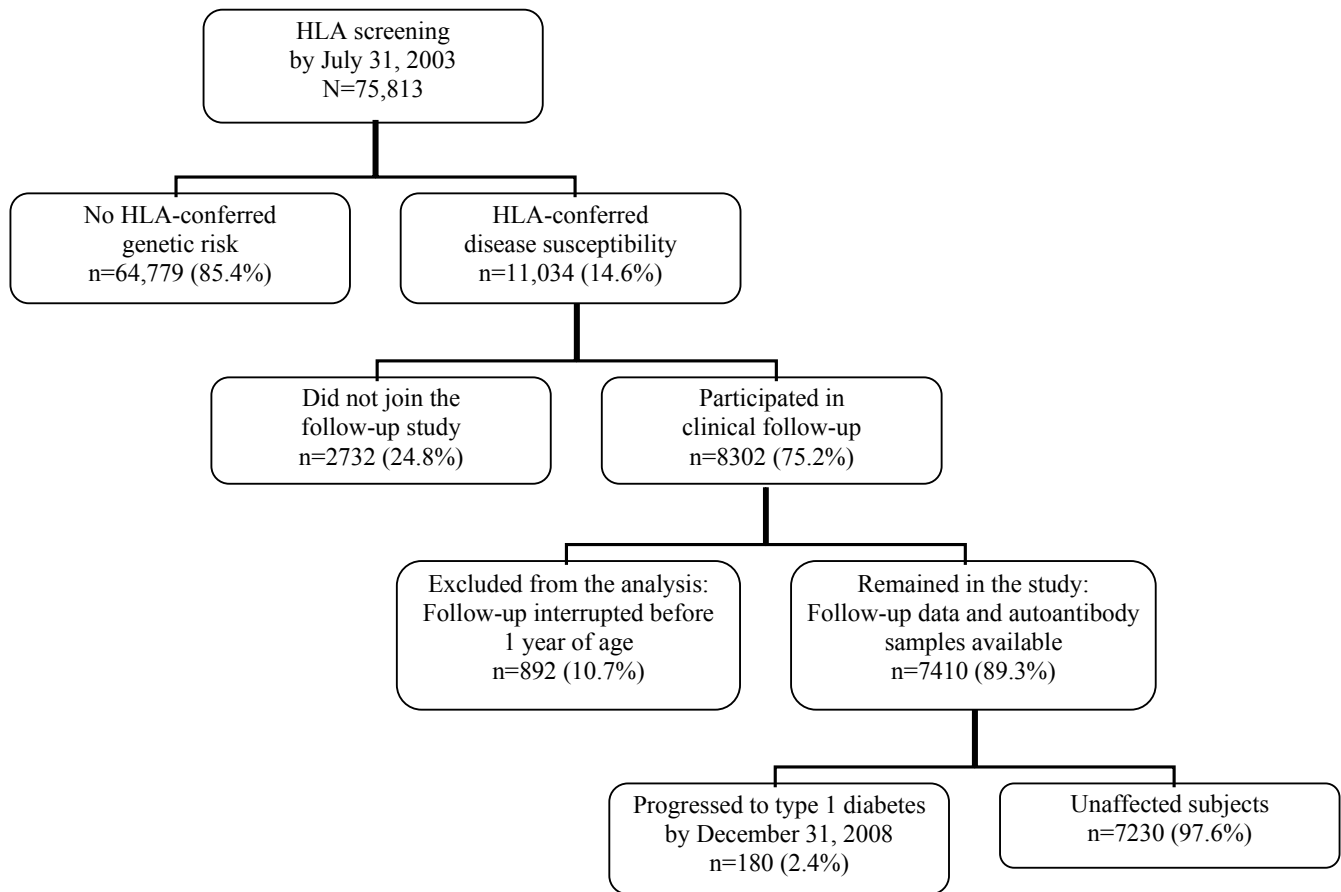 HLA screening
by July 31, 2003
N=75,813
No HLA-conferred
genetic risk
n=64,779 (85.4%)
HLA-conferred
disease susceptibility
n=11,034 (14.6%)
Did not join the
follow-up study
n=2732 (24.8%)
Participated in
clinical follow-up
n=8302 (75.2%)
Excluded from the analysis:
Follow-up interrupted before
1 year of age
n=892 (10.7%)
Remained in the study:
Follow-up data and autoantibody
samples available
n=7410 (89.3%)
Progressed to type 1 diabetes
by December 31, 2008
n=180 (2.4%)
Unaffected subjects
n=7230 (97.6%)